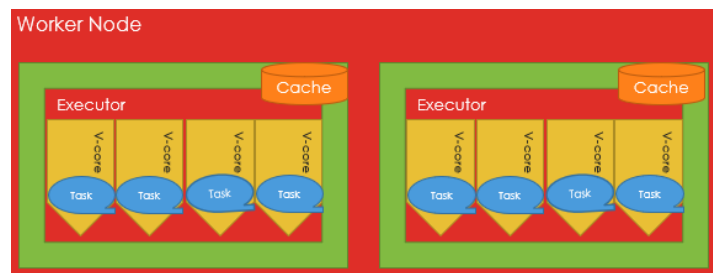 Worker Node
Cache
Executor
V-core
V-core
V-core
V-core
Task
Task
Task
Task
Cache
Executor
V-core
V-core
V-core
V-core
Task
Task
Task
Task